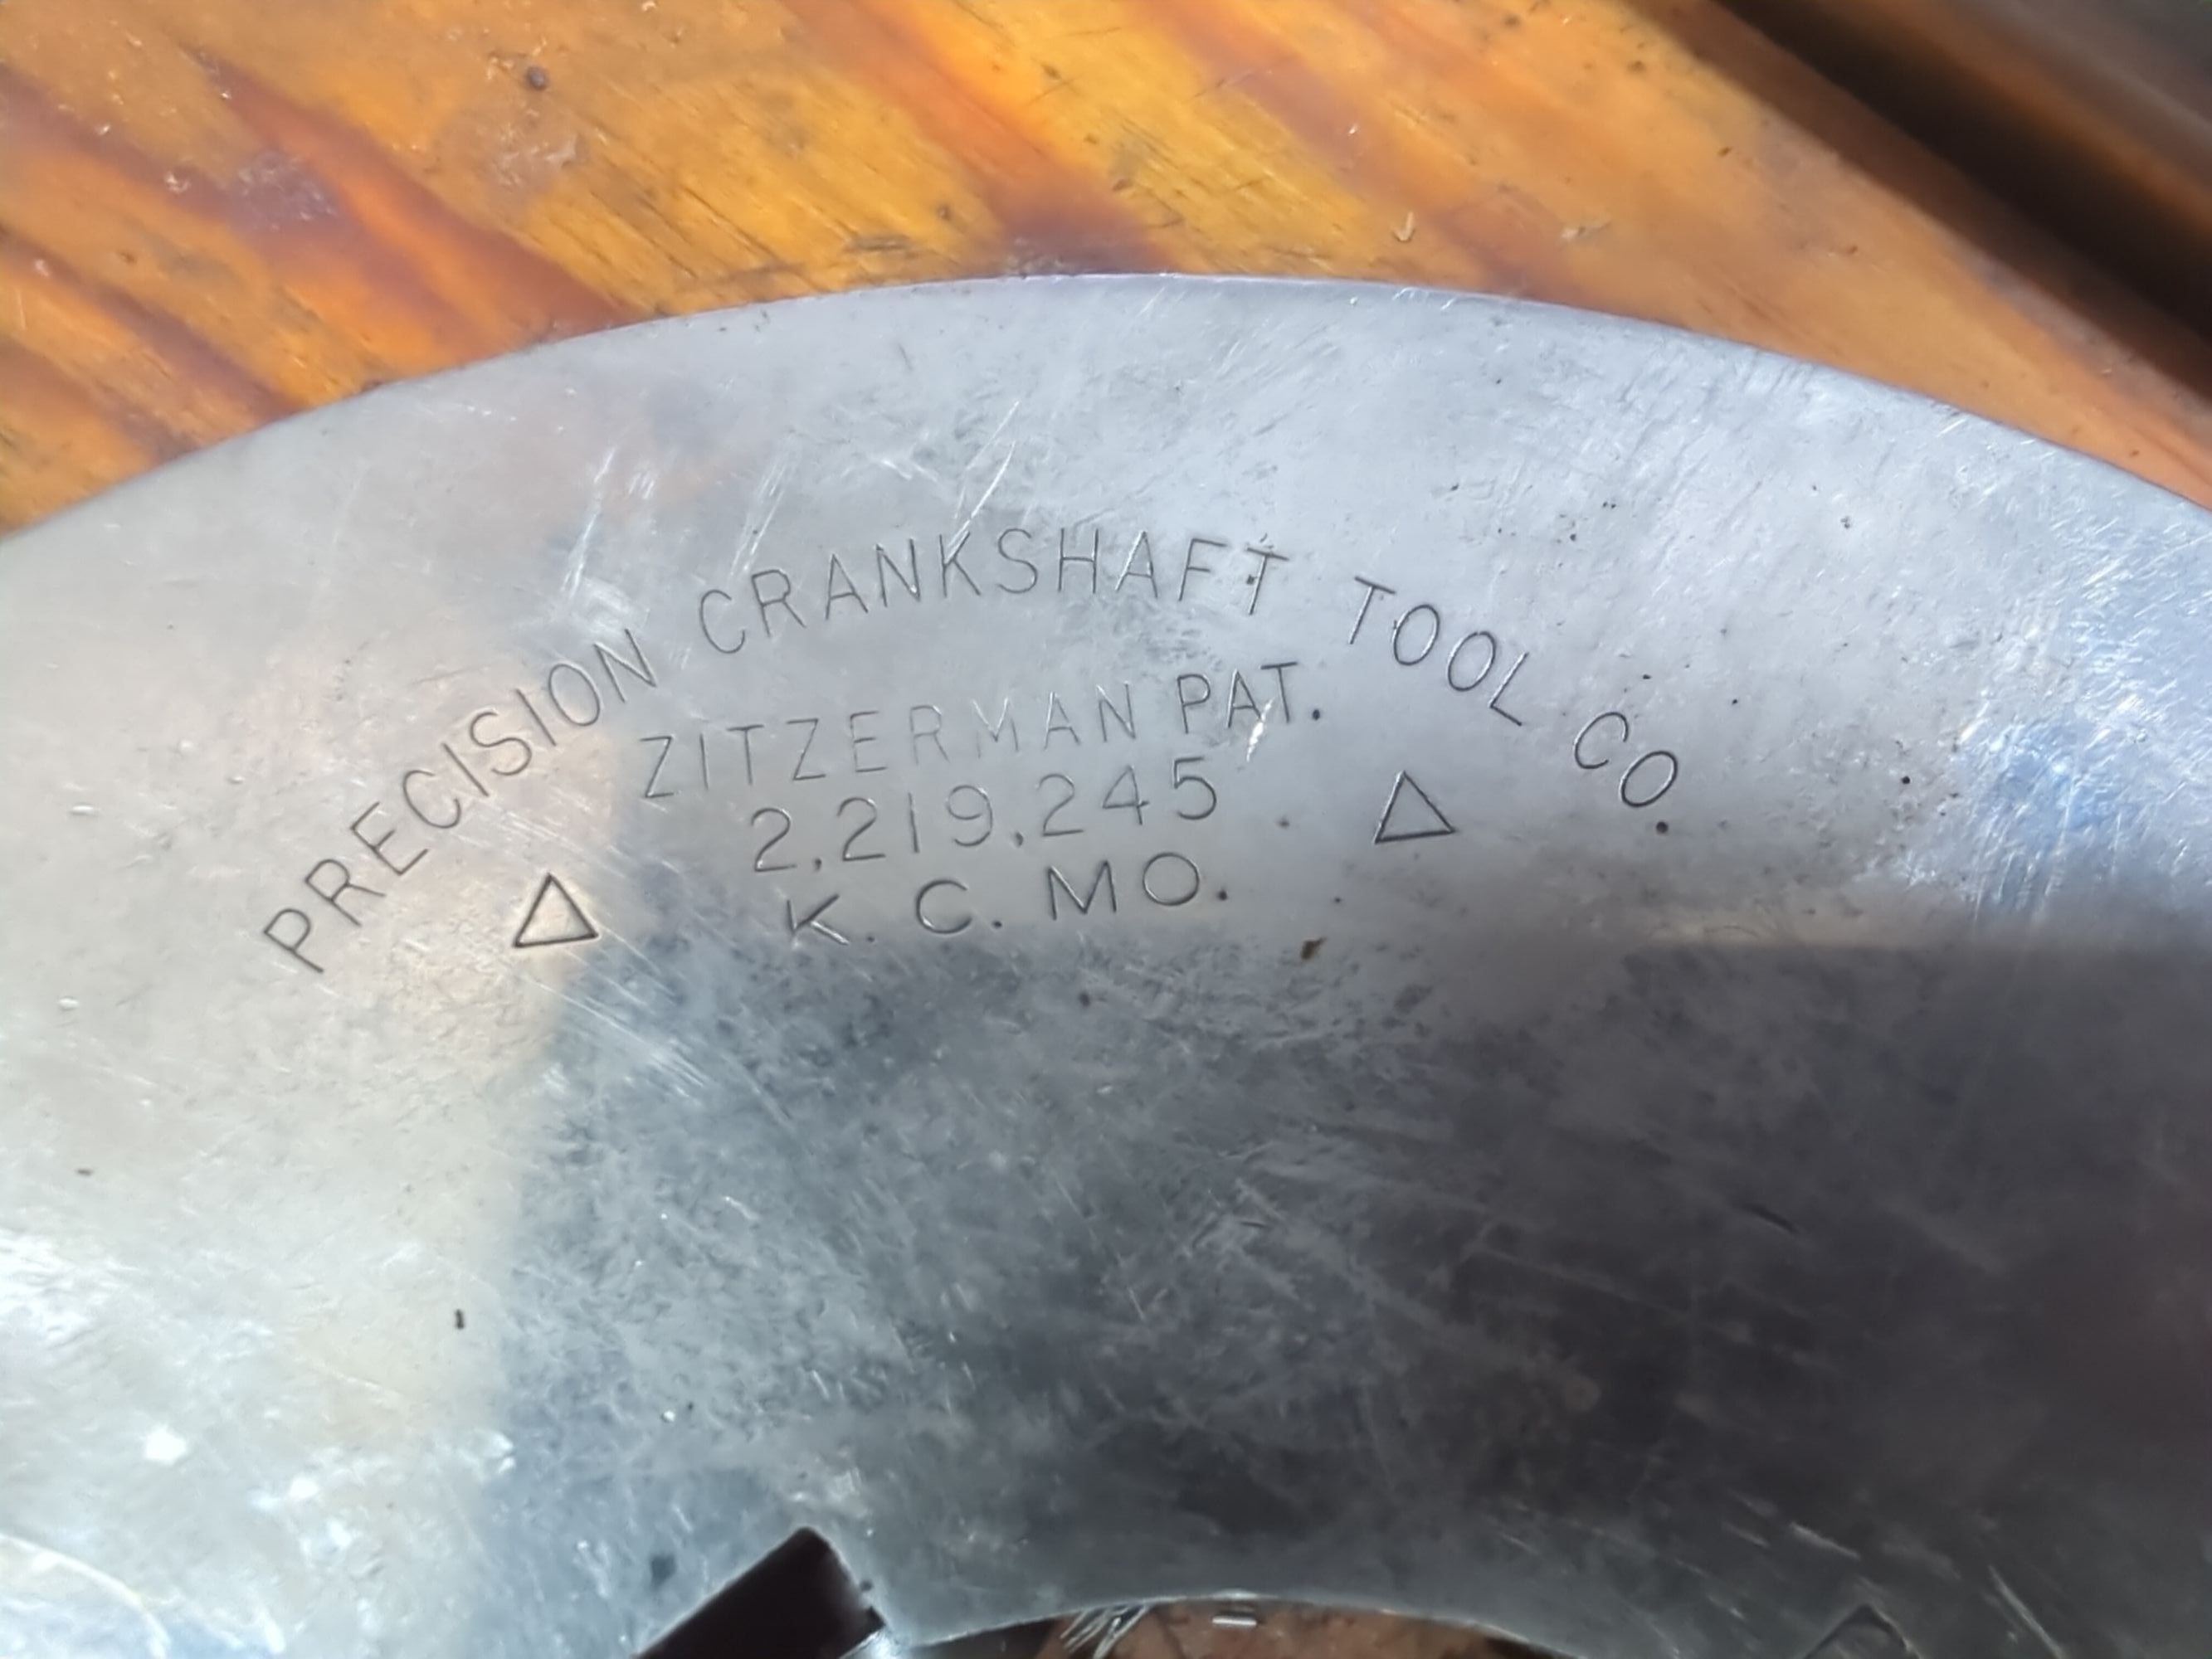 PRECISION CRANKSHAFT TOOL CO.
ZITZERMAN PAT.
2,219,245
K. C. MO.